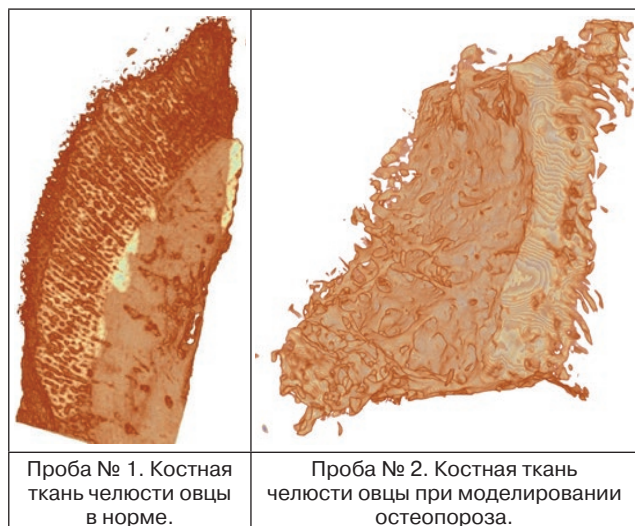 Проба № 1. Костная
ткань челюсти овцы
в норме.
Проба № 2. Костная ткань
челюсти овцы при моделировании
остеопороза.